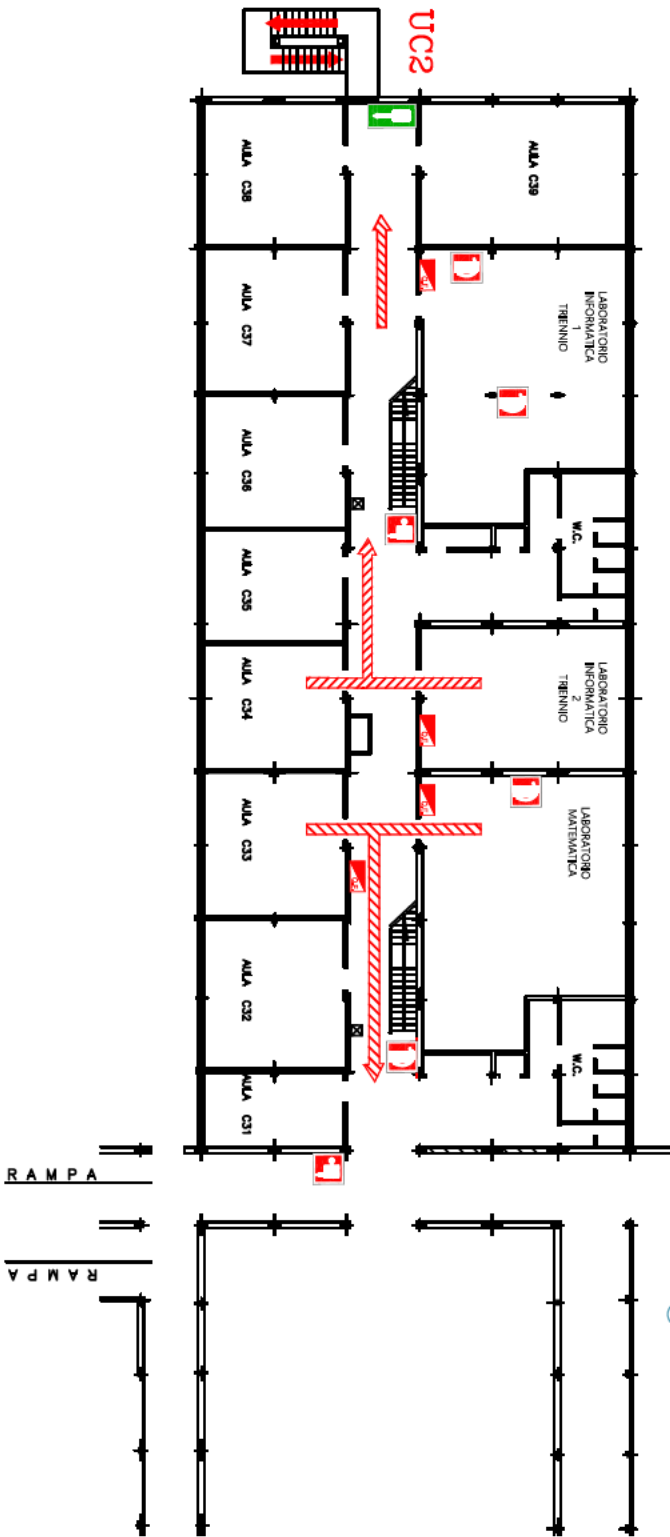 UC2
AULA C38
AULA C39
AULA C37
LABORATORIO
INFORMATICA
1
TRIENNIO
AULA C36
W.C.
AULA C35
AULA C34
LABORATORIO
INFORMATICA
2
TRIENNIO
AULA C33
LABORATORIO
MATEMATICA
AULA C32
W.C.
AULA C31
RAMPA
RAMPA